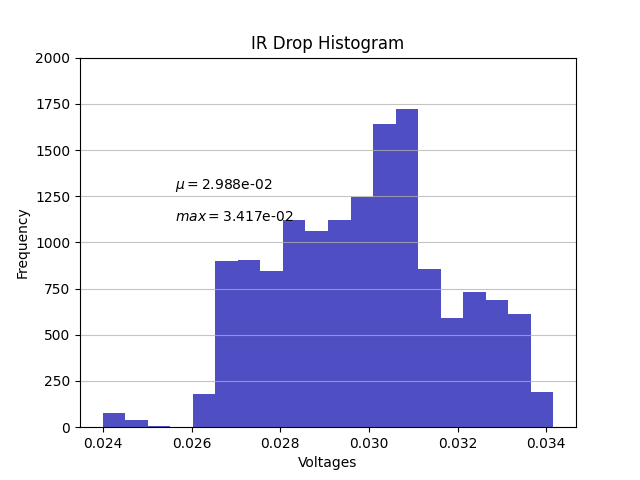 IR Drop Histogram
2000
1750
1500
1250
1000
750
500
250
0
Frequency
μ = 2.988e-02
max = 3.417e-02
0.024 0.026 0.028 0.030 0.032 0.034
Voltages